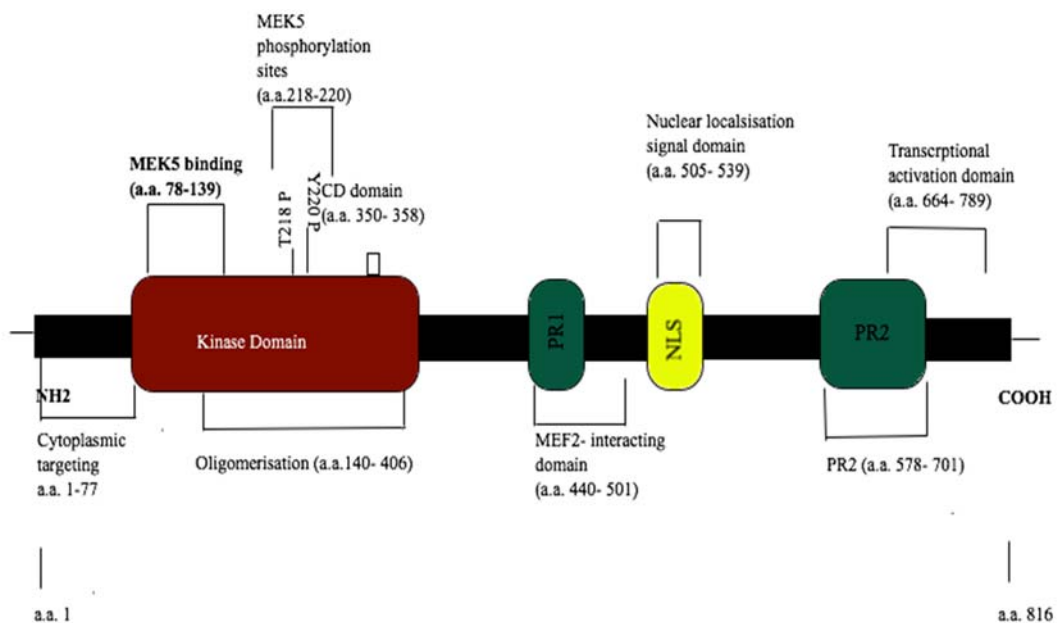 MEK5
phosphorylation
sites
(a.a.218-220)
MEK5 binding
(a.a. 78-139)
T218 P
Y220 P
CD domain
(a.a. 350- 358)
Nuclear localsisation
signal domain
(a.a. 505- 539)
Transcrptional
activation domain
(a.a. 664- 789)
Kinase Domain
PR1
NLS
PR2
NH2
COOH
Cytoplasmic
targeting
a.a. 1-77
Oligomerisation (a.a.140- 406)
MEF2- interacting
domain
(a.a. 440- 501)
PR2 (a.a. 578- 701)
a.a. 1
a.a. 816